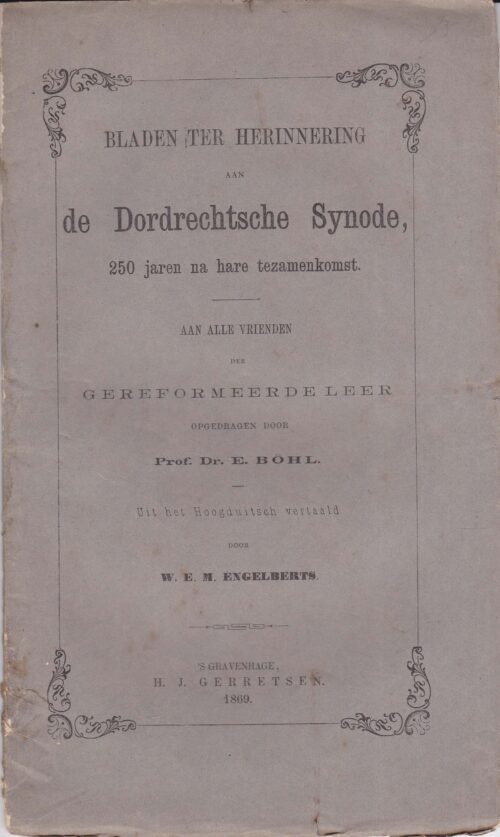 BLADEN TER HERINNERING
AAN
de Dordrechtsche Synode,
250 jaren na hare tezamenkomst.
AAN ALLE VRIENDEN
DER
GEREFORMEERDE LEER
OPGEDRAGEN DOOR
Prof. Dr. E. BÖHL.
Uit het Hoogduitsch vertaald
DOOR
W. E. M. ENGELBERTS.
'S GRAVENHAGE,
H. J. GERRETSEN.
1869.